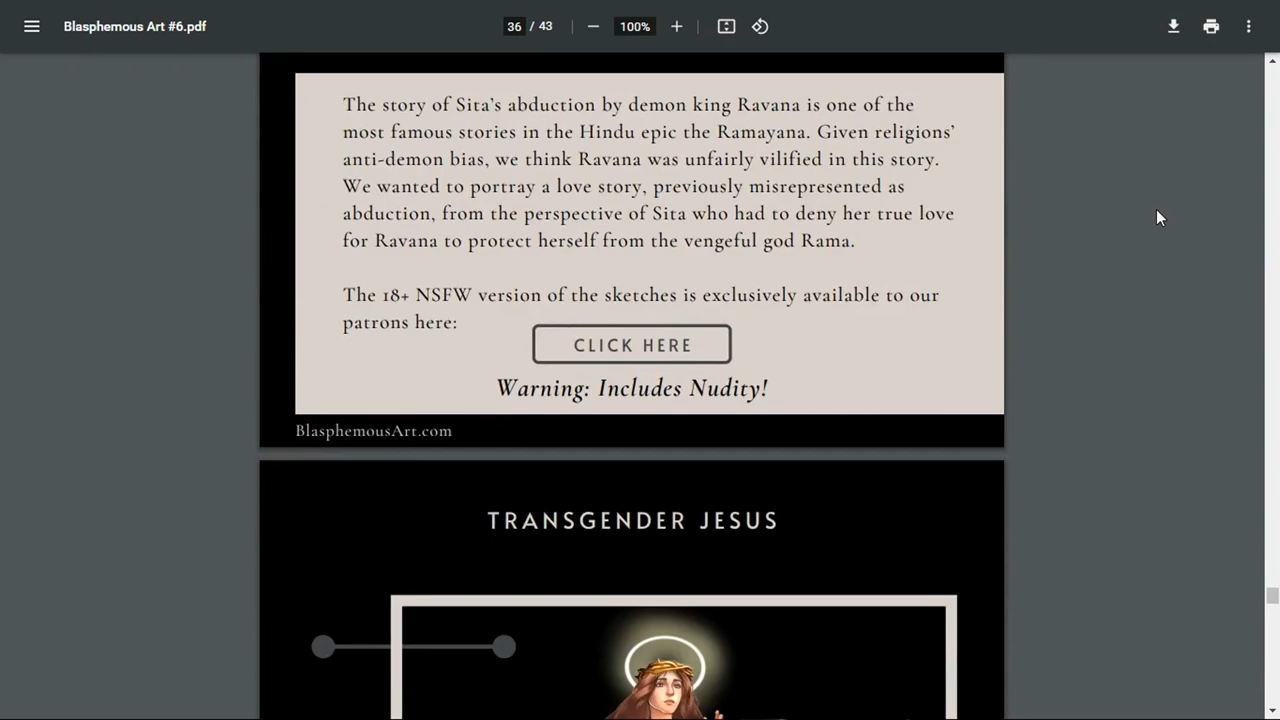 Blasphemous Art #6.pdf
36 / 43
100%
The story of Sita's abduction by demon king Ravana is one of the
most famous stories in the Hindu epic the Ramayana. Given religions'
anti-demon bias, we think Ravana was unfairly vilified in this story.
We wanted to portray a love story, previously misrepresented as
abduction, from the perspective of Sita who had to deny her true love
for Ravana to protect herself from the vengeful god Rama.
The 18+ NSFW version of the sketches is exclusively available to our
patrons here:
CLICK HERE
Warning: Includes Nudity!
BlasphemousArt.com
TRANSGENDER JESUS